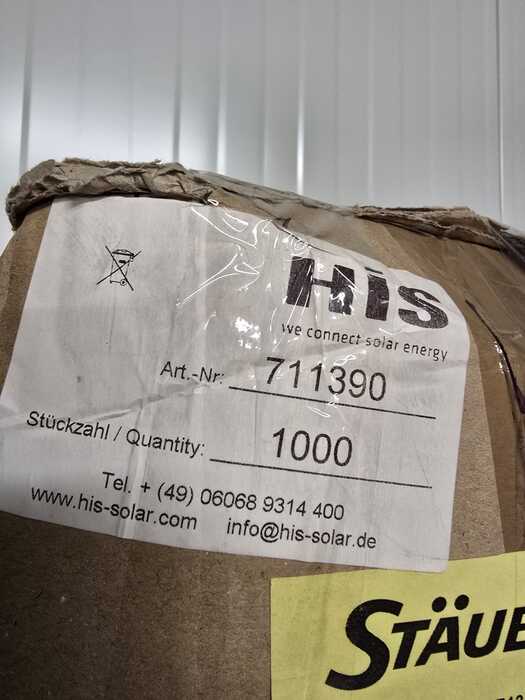 HIS
we connect solar energy
Art.-Nr: 711390
Stückzahl / Quantity: 1000
Tel. + (49) 06068 9314 400
www.his-solar.com info@his-solar.de